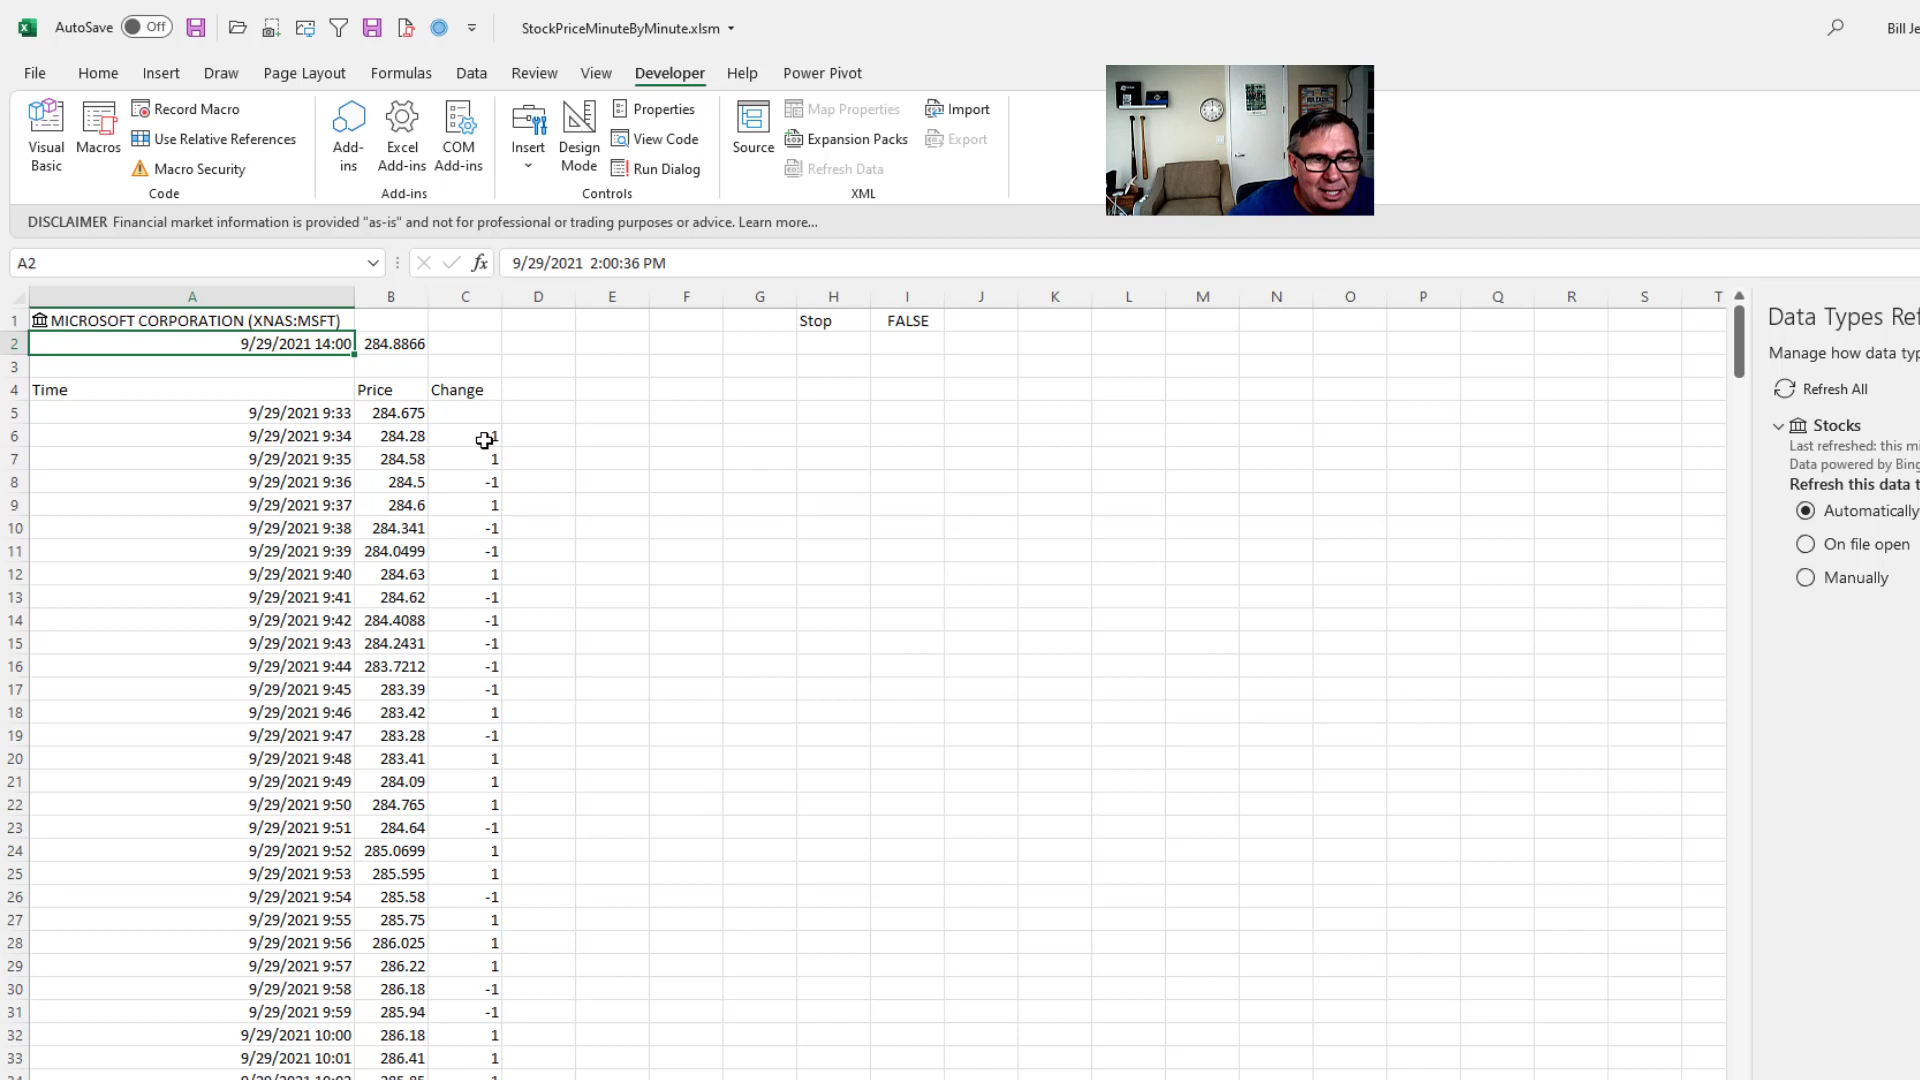 AutoSave Off StockPriceMinuteByMinute.xlsm Bill Je
File Home Insert Draw Page Layout Formulas Data Review View Developer Help Power Pivot
Visual Basic
Macros
Record Macro
Use Relative References
Macro Security
Code
Add-ins
Excel Add-ins
COM Add-ins
Add-ins
Insert
Design Mode
Properties
View Code
Run Dialog
Controls
Source
Map Properties
Expansion Packs
Refresh Data
Import
Export
XML
DISCLAIMER Financial market information is provided "as-is" and not for professional or trading purposes or advice. Learn more...
A2 fx 9/29/2021 2:00:36 PM
A B C D E F G H I J K L M N O P Q R S T
1 MICROSOFT CORPORATION (XNAS:MSFT) Stop FALSE
2 9/29/2021 14:00 284.8866
3
4 Time Price Change
5 9/29/2021 9:33 284.675
6 9/29/2021 9:34 284.28
7 9/29/2021 9:35 284.58 1
8 9/29/2021 9:36 284.5 -1
9 9/29/2021 9:37 284.6 1
10 9/29/2021 9:38 284.341 -1
11 9/29/2021 9:39 284.0499 -1
12 9/29/2021 9:40 284.63 1
13 9/29/2021 9:41 284.62 -1
14 9/29/2021 9:42 284.4088 -1
15 9/29/2021 9:43 284.2431 -1
16 9/29/2021 9:44 283.7212 -1
17 9/29/2021 9:45 283.39 -1
18 9/29/2021 9:46 283.42 1
19 9/29/2021 9:47 283.28 -1
20 9/29/2021 9:48 283.41 1
21 9/29/2021 9:49 284.09 1
22 9/29/2021 9:50 284.765 1
23 9/29/2021 9:51 284.64 -1
24 9/29/2021 9:52 285.0699 1
25 9/29/2021 9:53 285.595 1
26 9/29/2021 9:54 285.58 -1
27 9/29/2021 9:55 285.75 1
28 9/29/2021 9:56 286.025 1
29 9/29/2021 9:57 286.22 1
30 9/29/2021 9:58 286.18 -1
31 9/29/2021 9:59 285.94 -1
32 9/29/2021 10:00 286.18 1
33 9/29/2021 10:01 286.41 1
Data Types Ref
Manage how data typ
Refresh All
Stocks
Last refreshed: this mi
Data powered by Bing
Refresh this data t
Automatically
On file open
Manually